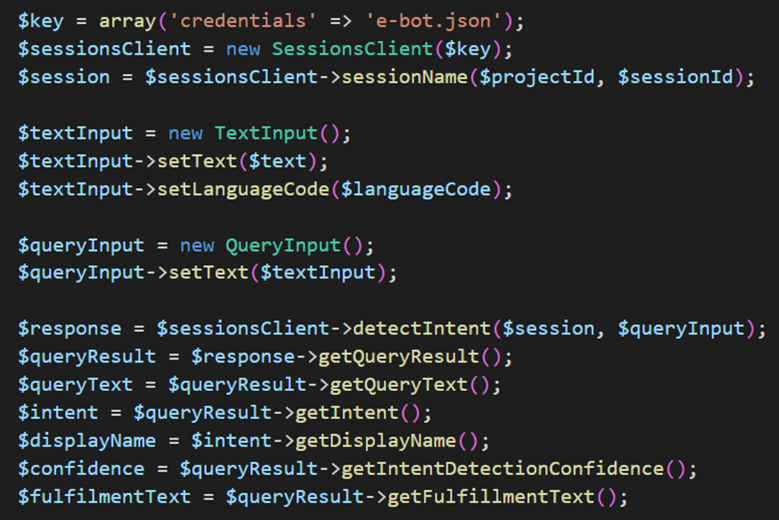 $key = array('credentials' => 'e-bot.json');
$sessionsClient = new SessionsClient($key);
$session = $sessionsClient->sessionName($projectId, $sessionId);
$textInput = new TextInput();
$textInput->setText($text);
$textInput->setLanguageCode($languageCode);
$queryInput = new QueryInput();
$queryInput->setText($textInput);
$response = $sessionsClient->detectIntent($session, $queryInput);
$queryResult = $response->getQueryResult();
$queryText = $queryResult->getQueryText();
$intent = $queryResult->getIntent();
$displayName = $intent->getDisplayName();
$confidence = $queryResult->getIntentDetectionConfidence();
$fulfilmentText = $queryResult->getFulfillmentText();